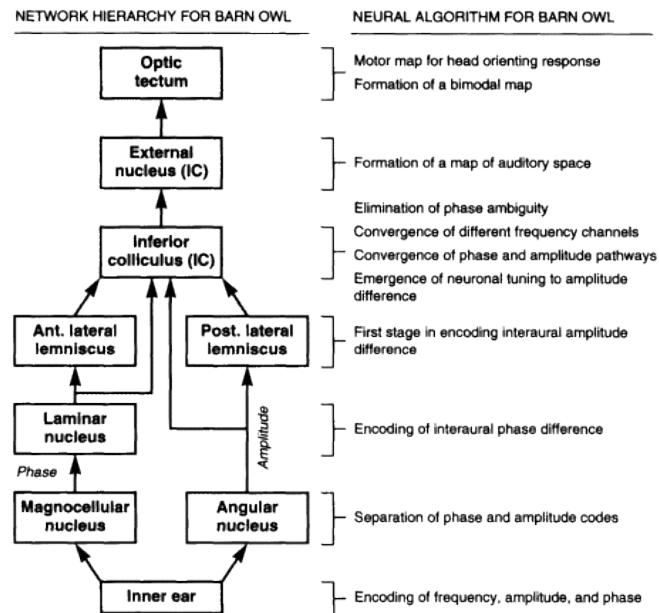 NETWORK HIERARCHY FOR BARN OWL
NEURAL ALGORITHM FOR BARN OWL
Optic
tectum
Motor map for head orienting response
Formation of a bimodal map
External
nucleus (IC)
Formation of a map of auditory space
Inferior
colliculus (IC)
Elimination of phase ambiguity
Convergence of different frequency channels
Convergence of phase and amplitude pathways
Emergence of neuronal tuning to amplitude
difference
Ant. lateral
lemniscus
Post. lateral
lemniscus
First stage in encoding interaural amplitude
difference
Laminar
nucleus
Amplitude
Encoding of interaural phase difference
Phase
Magnocellular
nucleus
Angular
nucleus
Separation of phase and amplitude codes
Inner ear
Encoding of frequency, amplitude, and phase